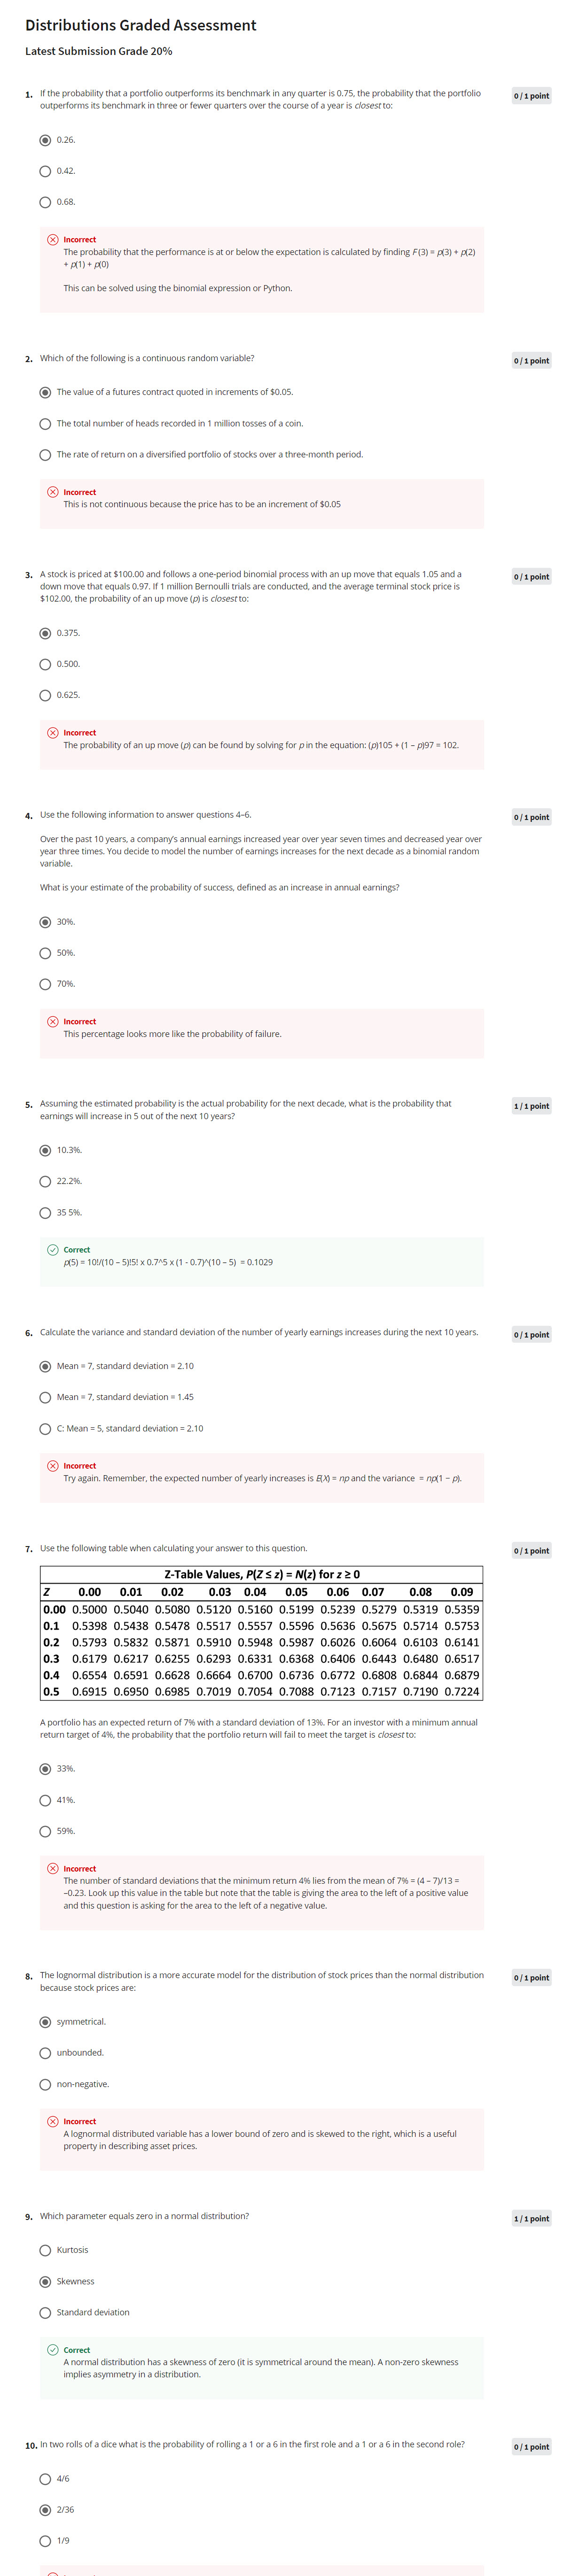 Distributions Graded Assessment
Latest Submission Grade 20%
1. If the probability that a portfolio outperforms its benchmark in any quarter is 0.75, the probability that the portfolio
outperforms its benchmark in three or fewer quarters over the course of a year is closest to:
0 / 1 point
0.26.
0.42.
0.68.
Incorrect
The probability that the performance is at or below the expectation is calculated by finding F(3) = p(3) + p(2)
+ p(1) + p(0)
This can be solved using the binomial expression or Python.
2. Which of the following is a continuous random variable?
0 / 1 point
The value of a futures contract quoted in increments of $0.05.
The total number of heads recorded in 1 million tosses of a coin.
The rate of return on a diversified portfolio of stocks over a three-month period.
Incorrect
This is not continuous because the price has to be an increment of $0.05
3. A stock is priced at $100.00 and follows a one-period binomial process with an up move that equals 1.05 and a
down move that equals 0.97. If 1 million Bernoulli trials are conducted, and the average terminal stock price is
$102.00, the probability of an up move (p) is closest to:
0 / 1 point
0.375.
0.500.
0.625.
Incorrect
The probability of an up move (p) can be found by solving for p in the equation: (p)105 + (1 – p)97 = 102.
4. Use the following information to answer questions 4–6.
0 / 1 point
Over the past 10 years, a company's annual earnings increased year over year seven times and decreased year over
year three times. You decide to model the number of earnings increases for the next decade as a binomial random
variable.
What is your estimate of the probability of success, defined as an increase in annual earnings?
30%.
50%.
70%.
Incorrect
This percentage looks more like the probability of failure.
5. Assuming the estimated probability is the actual probability for the next decade, what is the probability that
earnings will increase in 5 out of the next 10 years?
1 / 1 point
10.3%.
22.2%.
35 5%.
Correct
p(5) = 10!/(10 – 5)!5! x 0.7^5 x (1 - 0.7)^(10 – 5) = 0.1029
6. Calculate the variance and standard deviation of the number of yearly earnings increases during the next 10 years.
0 / 1 point
Mean = 7, standard deviation = 2.10
Mean = 7, standard deviation = 1.45
C: Mean = 5, standard deviation = 2.10
Incorrect
Try again. Remember, the expected number of yearly increases is E(X) = np and the variance = np(1 − p).
7. Use the following table when calculating your answer to this question.
0 / 1 point
Z-Table Values, P(Z ≤ z) = N(z) for z ≥ 0
Z 0.00 0.01 0.02 0.03 0.04 0.05 0.06 0.07 0.08 0.09
0.00 0.5000 0.5040 0.5080 0.5120 0.5160 0.5199 0.5239 0.5279 0.5319 0.5359
0.1 0.5398 0.5438 0.5478 0.5517 0.5557 0.5596 0.5636 0.5675 0.5714 0.5753
0.2 0.5793 0.5832 0.5871 0.5910 0.5948 0.5987 0.6026 0.6064 0.6103 0.6141
0.3 0.6179 0.6217 0.6255 0.6293 0.6331 0.6368 0.6406 0.6443 0.6480 0.6517
0.4 0.6554 0.6591 0.6628 0.6664 0.6700 0.6736 0.6772 0.6808 0.6844 0.6879
0.5 0.6915 0.6950 0.6985 0.7019 0.7054 0.7088 0.7123 0.7157 0.7190 0.7224
A portfolio has an expected return of 7% with a standard deviation of 13%. For an investor with a minimum annual
return target of 4%, the probability that the portfolio return will fail to meet the target is closest to:
33%.
41%.
59%.
Incorrect
The number of standard deviations that the minimum return 4% lies from the mean of 7% = (4 – 7)/13 =
–0.23. Look up this value in the table but note that the table is giving the area to the left of a positive value
and this question is asking for the area to the left of a negative value.
8. The lognormal distribution is a more accurate model for the distribution of stock prices than the normal distribution
because stock prices are:
0 / 1 point
symmetrical.
unbounded.
non-negative.
Incorrect
A lognormal distributed variable has a lower bound of zero and is skewed to the right, which is a useful
property in describing asset prices.
9. Which parameter equals zero in a normal distribution?
1 / 1 point
Kurtosis
Skewness
Standard deviation
Correct
A normal distribution has a skewness of zero (it is symmetrical around the mean). A non-zero skewness
implies asymmetry in a distribution.
10. In two rolls of a dice what is the probability of rolling a 1 or a 6 in the first role and a 1 or a 6 in the second role?
0 / 1 point
4/6
2/36
1/9